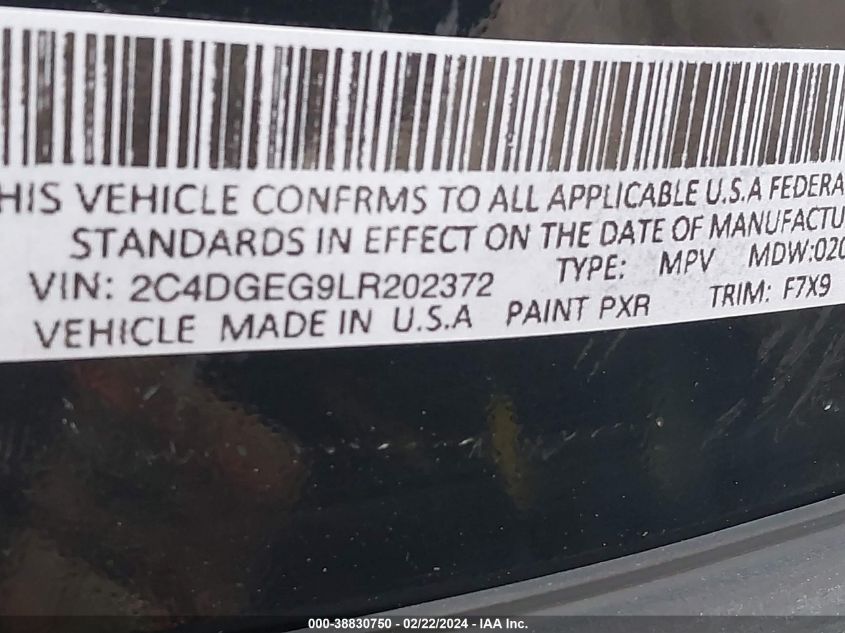 HIS VEHICLE CONFRMS TO ALL APPLICABLE U.S.A FEDERA
STANDARDS IN EFFECT ON THE DATE OF MANUFACTU
VIN: 2C4DGEG9LR202372 TYPE: MPV MDW:020
VEHICLE MADE IN U.S.A PAINT PXR TRIM: F7X9
000-38830750 - 02/22/2024 - IAA Inc.